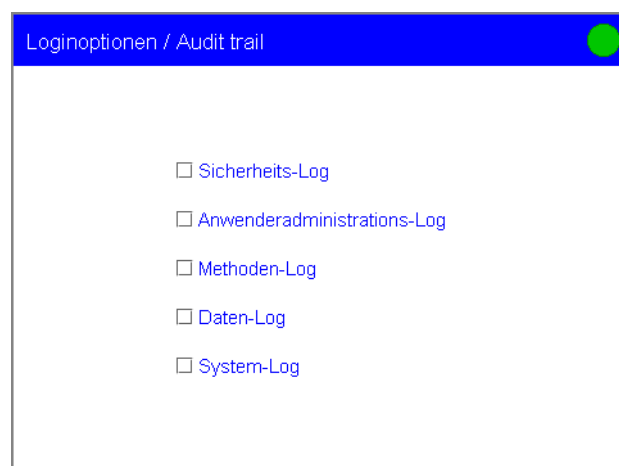 Loginoptionen / Audit trail
Sicherheits-Log
Anwenderadministrations-Log
Methoden-Log
Daten-Log
System-Log